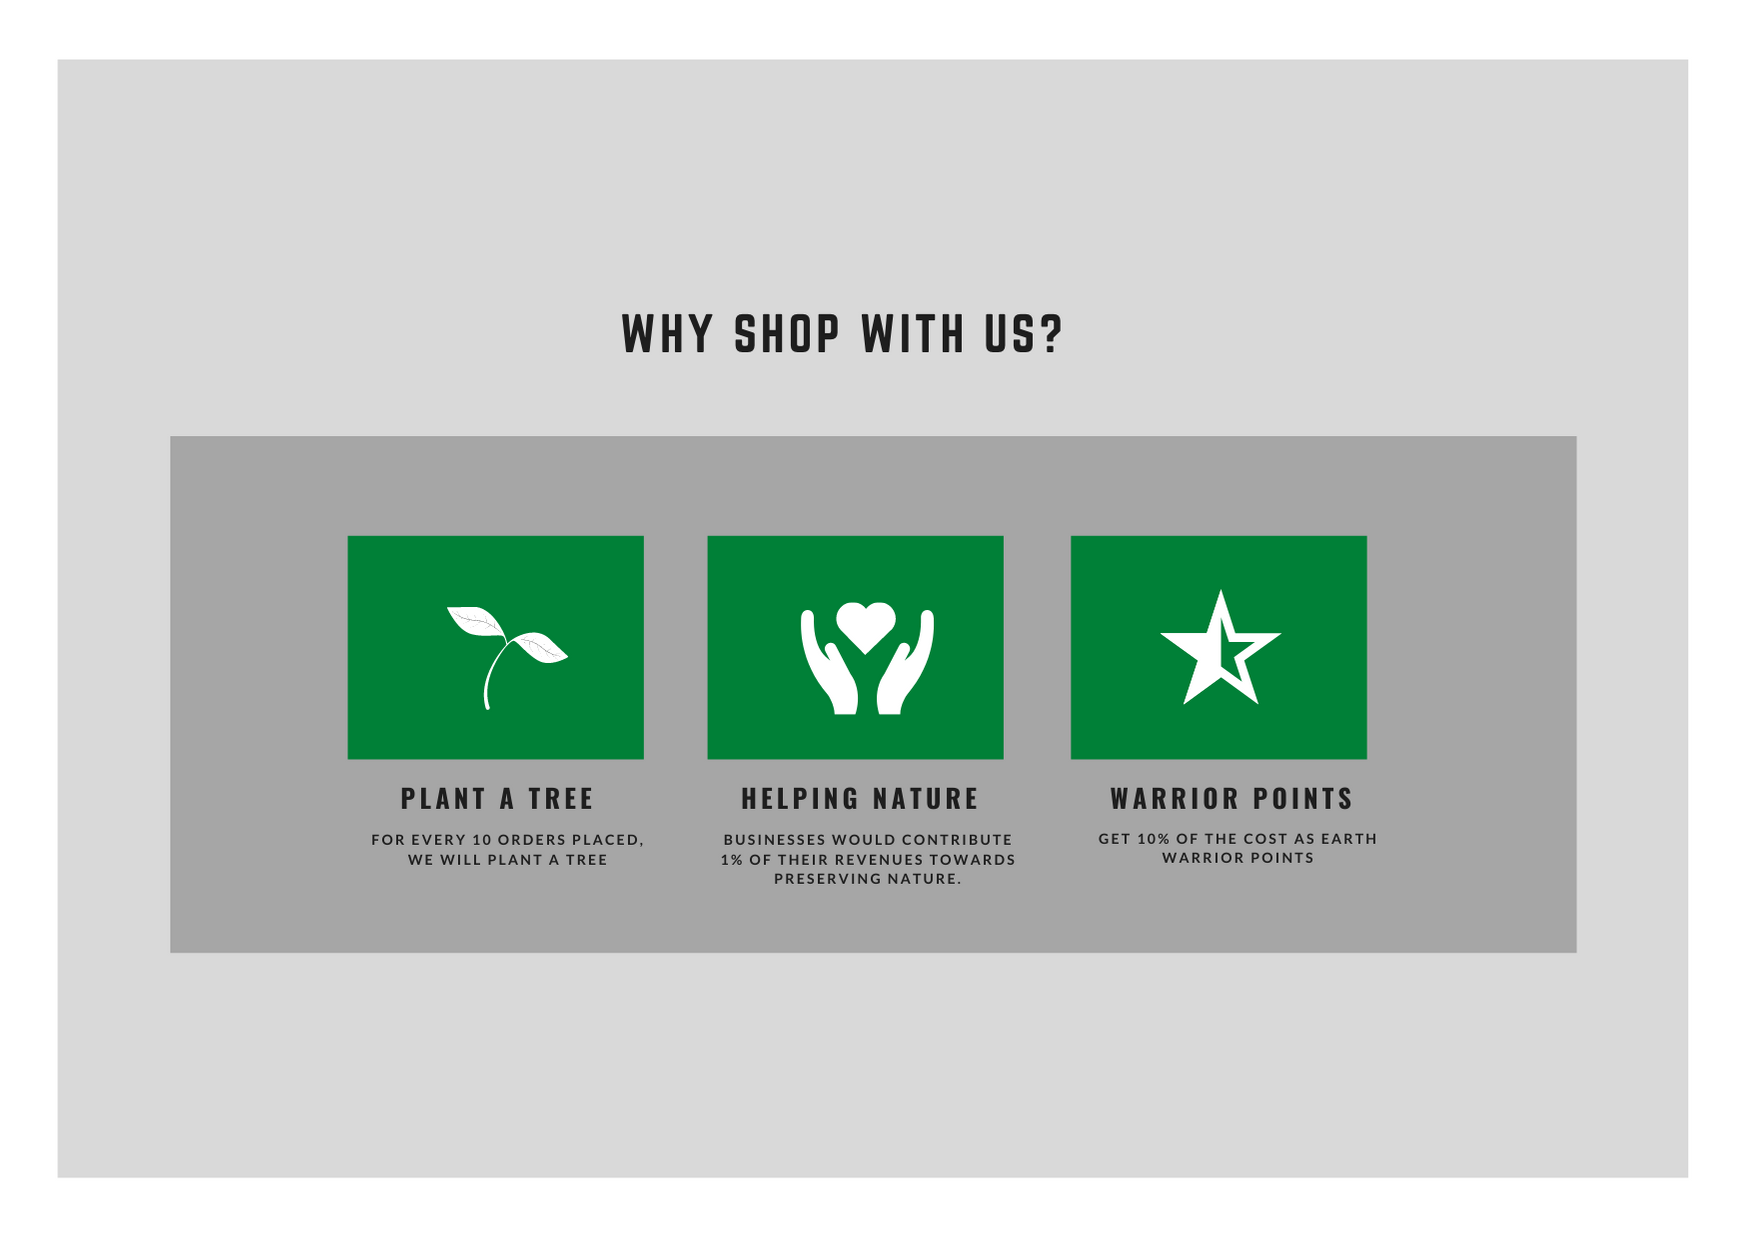 WHY SHOP WITH US?
PLANT A TREE
FOR EVERY 10 ORDERS PLACED,
WE WILL PLANT A TREE
HELPING NATURE
BUSINESSES WOULD CONTRIBUTE
1% OF THEIR REVENUES TOWARDS
PRESERVING NATURE.
WARRIOR POINTS
GET 10% OF THE COST AS EARTH
WARRIOR POINTS